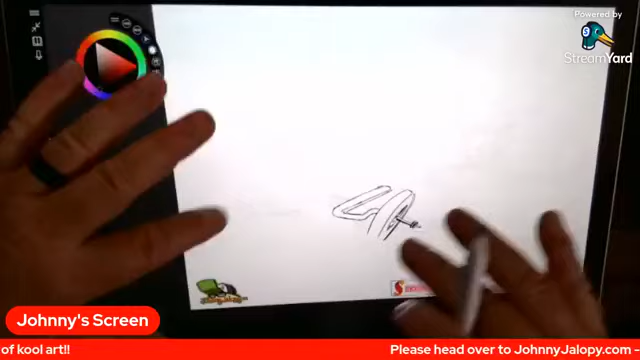 Powered by
StreamYard
Johnny's Screen
of kool art!!
Please head over to JohnnyJalopy.com -